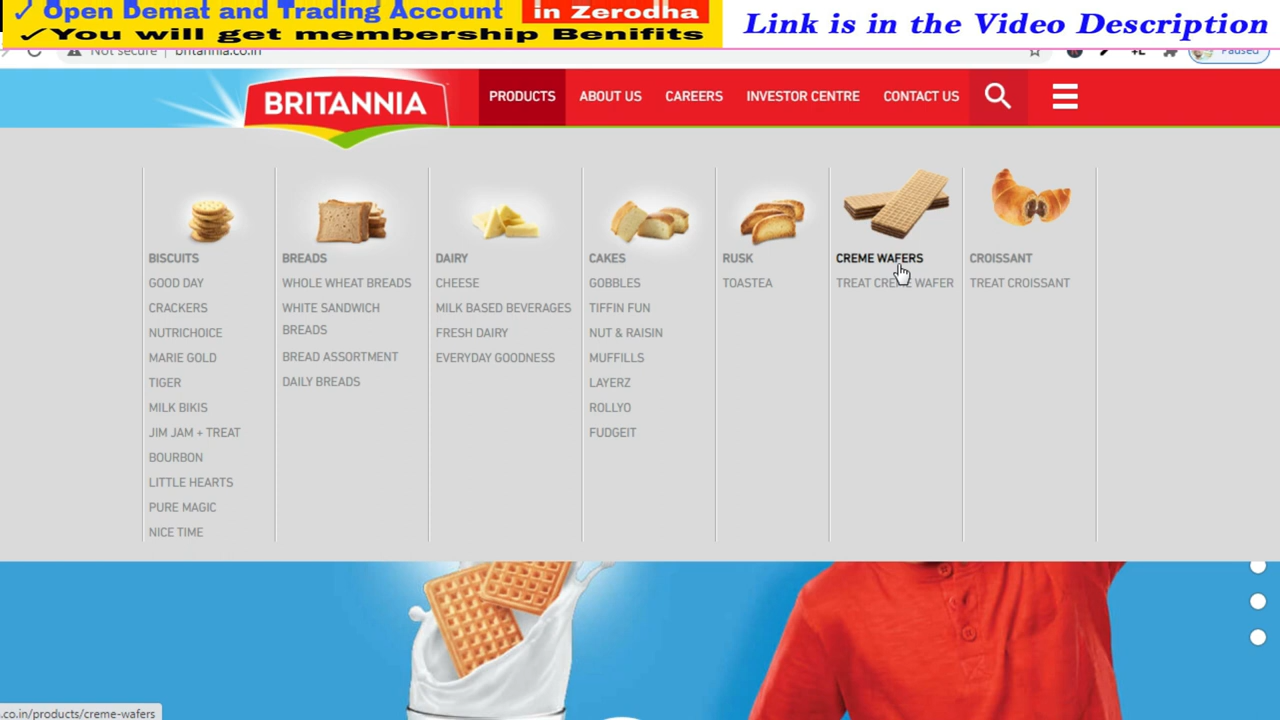 ✓ Open Demat and Trading Account in Zerodha
✓You will get membership Benifits
Link is in the Video Description
Not secure | britannia.co.in
Paused
BRITANNIA
PRODUCTS ABOUT US CAREERS INVESTOR CENTRE CONTACT US
BISCUITS
GOOD DAY
CRACKERS
NUTRICHOICE
MARIE GOLD
TIGER
MILK BIKIS
JIM JAM + TREAT
BOURBON
LITTLE HEARTS
PURE MAGIC
NICE TIME
BREADS
WHOLE WHEAT BREADS
WHITE SANDWICH
BREADS
BREAD ASSORTMENT
DAILY BREADS
DAIRY
CHEESE
MILK BASED BEVERAGES
FRESH DAIRY
EVERYDAY GOODNESS
CAKES
GOBBLES
TIFFIN FUN
NUT & RAISIN
MUFFILLS
LAYERZ
ROLLYO
FUDGEIT
RUSK
TOASTEA
CREME WAFERS
TREAT CREME WAFER
CROISSANT
TREAT CROISSANT
.co.in/products/creme-wafers